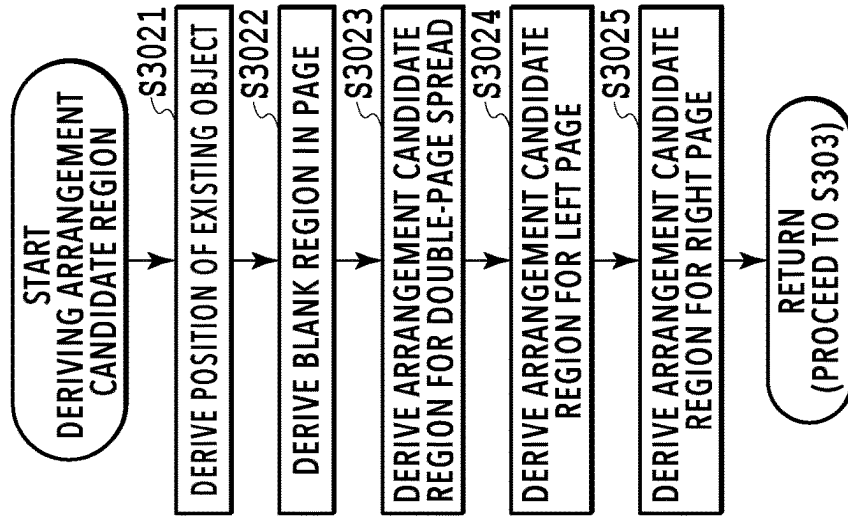 START
DERIVING ARRANGEMENT
CANDIDATE REGION
S3021
DERIVE POSITION OF EXISTING OBJECT
S3022
DERIVE BLANK REGION IN PAGE
S3023
DERIVE ARRANGEMENT CANDIDATE
REGION FOR DOUBLE-PAGE SPREAD
S3024
DERIVE ARRANGEMENT CANDIDATE
REGION FOR LEFT PAGE
S3025
DERIVE ARRANGEMENT CANDIDATE
REGION FOR RIGHT PAGE
RETURN
(PROCEED TO S303)